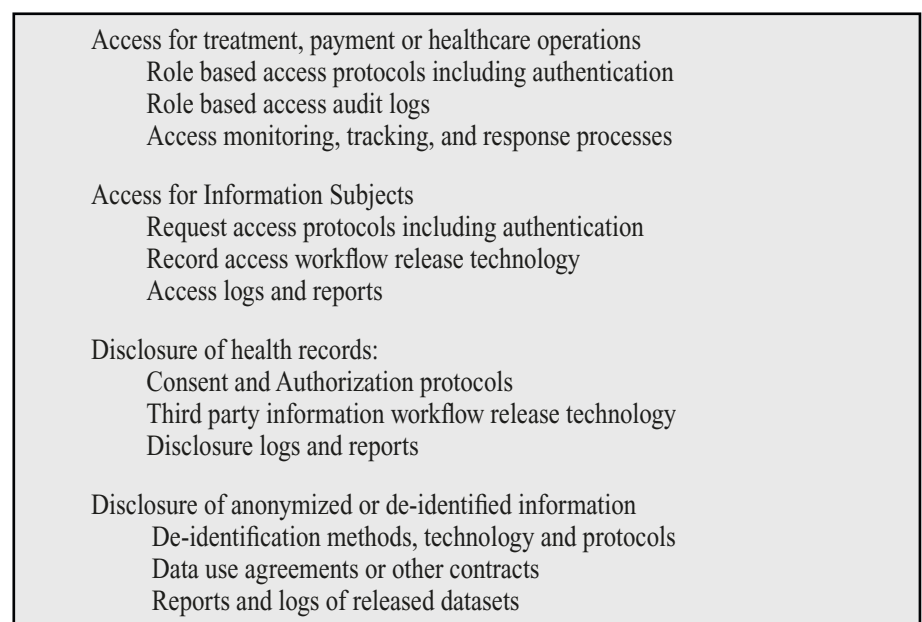 Access for treatment, payment or healthcare operations
Role based access protocols including authentication
Role based access audit logs
Access monitoring, tracking, and response processes
Access for Information Subjects
Request access protocols including authentication
Record access workflow release technology
Access logs and reports
Disclosure of health records:
Consent and Authorization protocols
Third party information workflow release technology
Disclosure logs and reports
Disclosure of anonymized or de-identified information
De-identification methods, technology and protocols
Data use agreements or other contracts
Reports and logs of released datasets